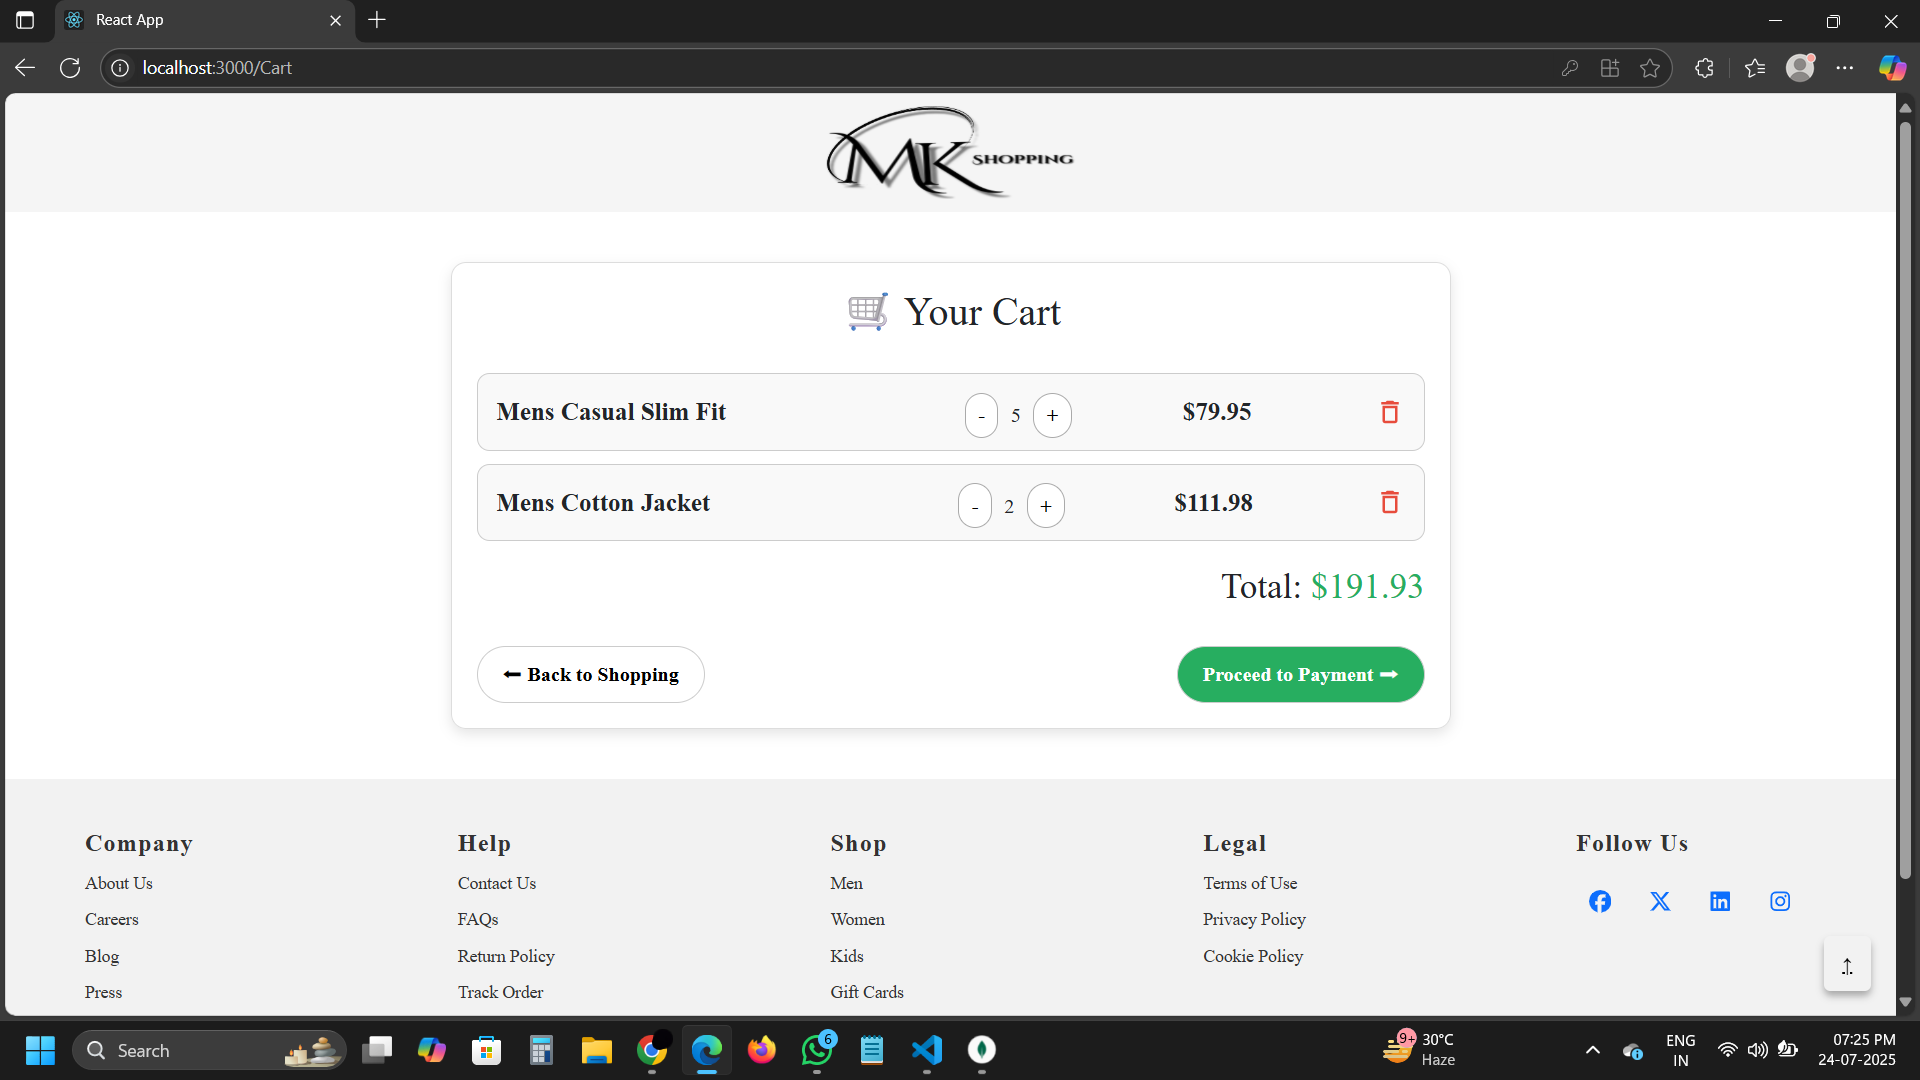 React App
localhost:3000/Cart
MK SHOPPING
Your Cart
Mens Casual Slim Fit - 5 + $79.95
Mens Cotton Jacket - 2 + $111.98
Total: $191.93
⬅ Back to Shopping
Proceed to Payment ➡
Company
About Us
Careers
Blog
Press
Help
Contact Us
FAQs
Return Policy
Track Order
Shop
Men
Women
Kids
Gift Cards
Legal
Terms of Use
Privacy Policy
Cookie Policy
Follow Us
Search
6
9+
30°C
Haze
ENG
IN
07:25 PM
24-07-2025